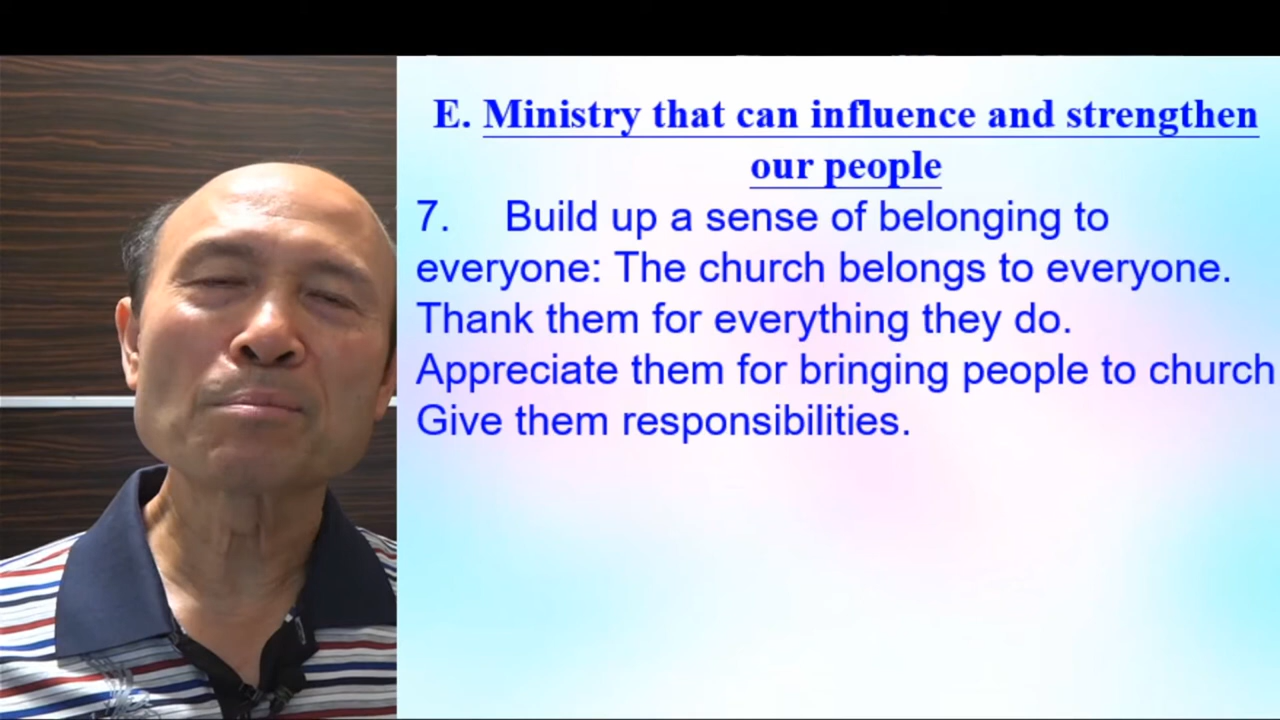 E. Ministry that can influence and strengthen
our people
7. Build up a sense of belonging to
everyone: The church belongs to everyone.
Thank them for everything they do.
Appreciate them for bringing people to church
Give them responsibilities.